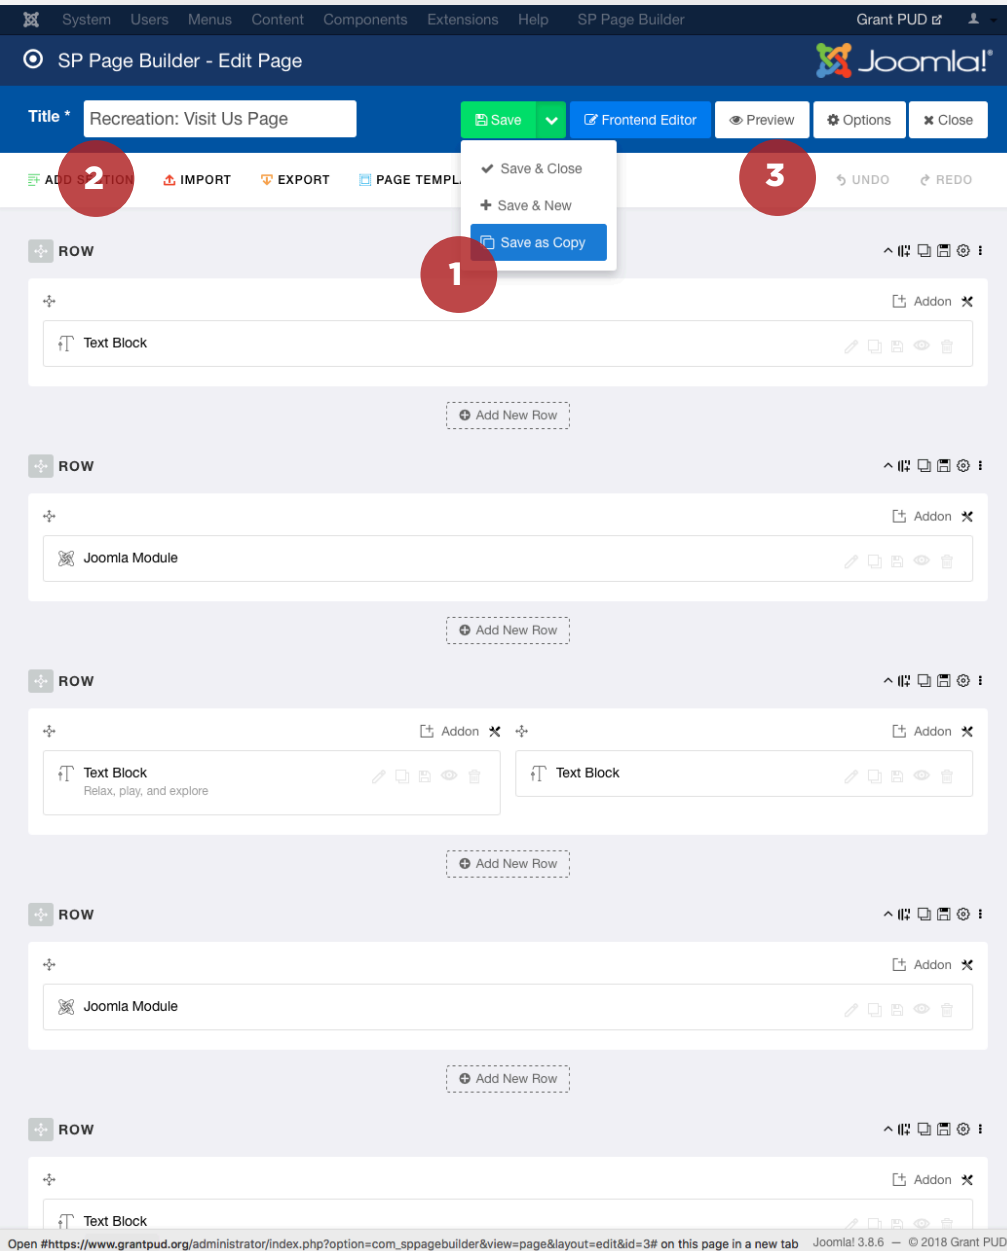 System Users Menus Content Components Extensions Help SP Page Builder Grant PUD
SP Page Builder - Edit Page Joomla!®
Title * Recreation: Visit Us Page Save Frontend Editor Preview Options Close
ADD SECTION IMPORT EXPORT PAGE TEMPL UNDO REDO
2
3
Save & Close
Save & New
Save as Copy
1
ROW
Addon
Text Block
Add New Row
ROW
Addon
Joomla Module
Add New Row
ROW
Addon Addon
Text Block Text Block
Relax, play, and explore
Add New Row
ROW
Addon
Joomla Module
Add New Row
ROW
Addon
Text Block
Open #https://www.grantpud.org/administrator/index.php?option=com_sppagebuilder&view=page&layout=edit&id=3# on this page in a new tab Joomla! 3.8.6 — © 2018 Grant PUD